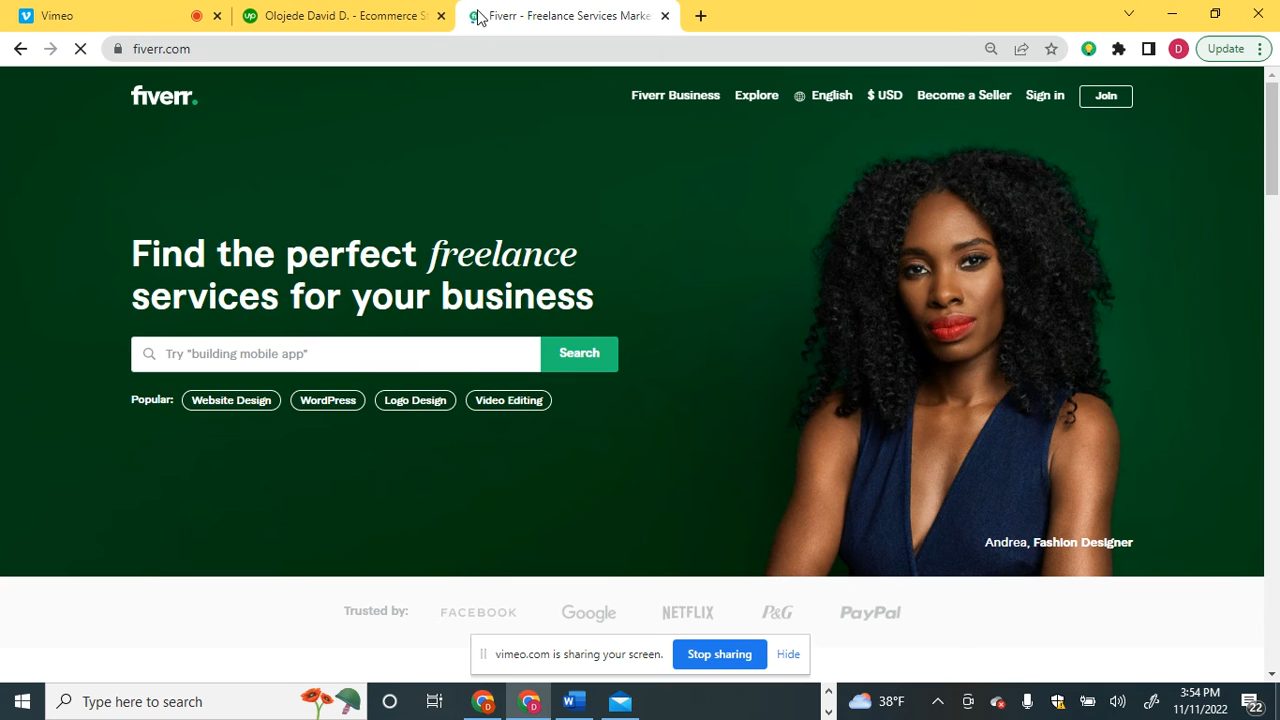 Vimeo
Olojede David D. - Ecommerce S
Fiverr - Freelance Services Marke
fiverr.com
D
Update
fiverr.
Fiverr Business
Explore
English
$ USD
Become a Seller
Sign in
Join
Find the perfect freelance
services for your business
Try "building mobile app"
Search
Popular:
Website Design
WordPress
Logo Design
Video Editing
Andrea, Fashion Designer
Trusted by:
FACEBOOK
Google
NETFLIX
P&G
PayPal
vimeo.com is sharing your screen.
Stop sharing
Hide
Type here to search
38°F
3:54 PM
11/11/2022
22